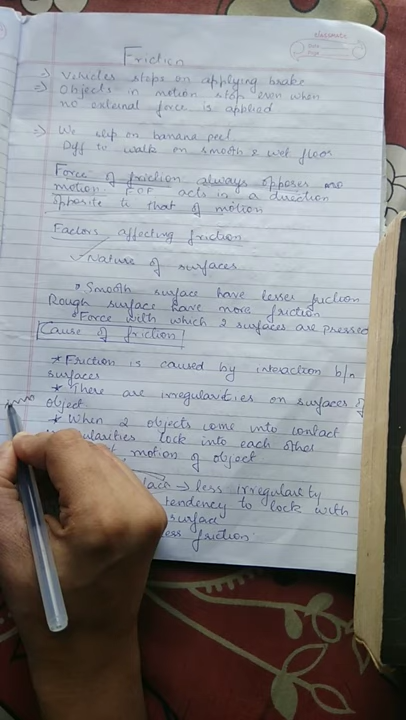 classmate
Date
Page
Friction
=> Vehicles stops on applying brake
=> Objects in motion stop even when
no external force is applied
=> We slip on banana peel
Diff to walk on smooth & wet floor
Force of friction always opposes mo
motion. FOF acts in a direction
opposite to that of motion
Factors affecting friction
Nature of surfaces
Smooth surface have lesser friction
Rough surface have more friction
Force with which 2 surfaces are pressed
Cause of friction
* Friction is caused by interaction b/n
surfaces
* There are irregularities on surfaces of
object
* When 2 objects come into contact
lock into each other
motion of object
→ less irregularity
tendency to lock with
less friction